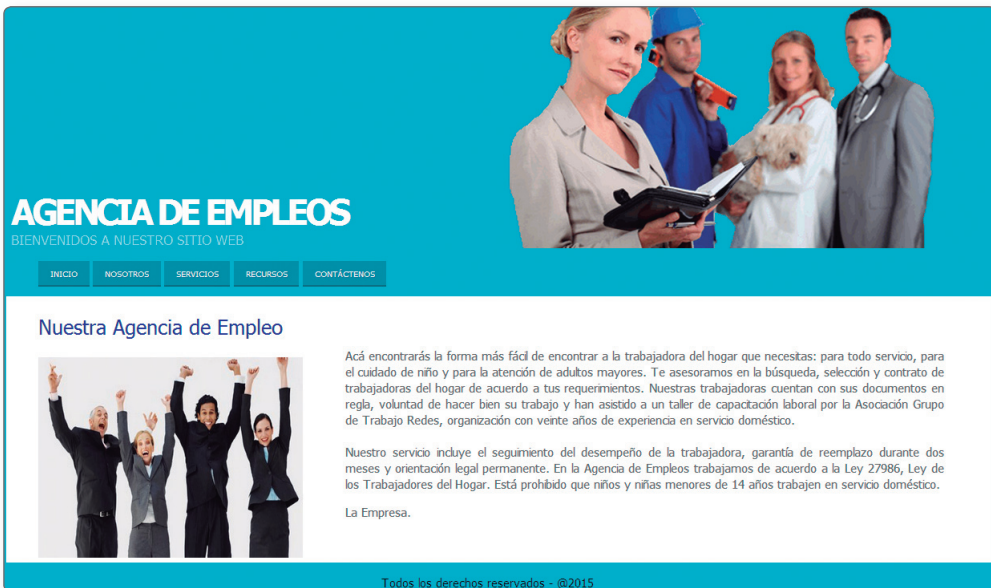 AGENCIA DE EMPLEOS
BIENVENIDOS A NUESTRO SITIO WEB
INICIO NOSOTROS SERVICIOS RECURSOS CONTÁCTENOS
Nuestra Agencia de Empleo
Acá encontrarás la forma más fácil de encontrar a la trabajadora del hogar que necesitas: para todo servicio, para
el cuidado de niño y para la atención de adultos mayores. Te asesoramos en la búsqueda, selección y contrato de
trabajadoras del hogar de acuerdo a tus requerimientos. Nuestras trabajadoras cuentan con sus documentos en
regla, voluntad de hacer bien su trabajo y han asistido a un taller de capacitación laboral por la Asociación Grupo
de Trabajo Redes, organización con veinte años de experiencia en servicio doméstico.
Nuestro servicio incluye el seguimiento del desempeño de la trabajadora, garantía de reemplazo durante dos
meses y orientación legal permanente. En la Agencia de Empleos trabajamos de acuerdo a la Ley 27986, Ley de
los Trabajadores del Hogar. Está prohibido que niños y niñas menores de 14 años trabajen en servicio doméstico.
La Empresa.
Todos los derechos reservados - @2015